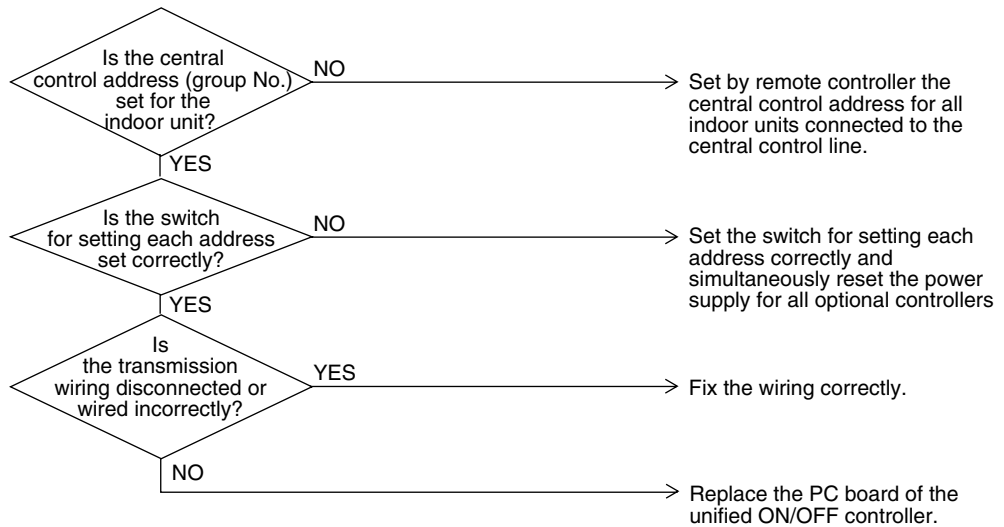 Is the central
control address (group No.)
set for the
indoor unit?
NO
Set by remote controller the
central control address for all
indoor units connected to the
central control line.
YES
Is the switch
for setting each address
set correctly?
NO
Set the switch for setting each
address correctly and
simultaneously reset the power
supply for all optional controllers
YES
Is
the transmission
wiring disconnected or
wired incorrectly?
YES
Fix the wiring correctly.
NO
Replace the PC board of the
unified ON/OFF controller.